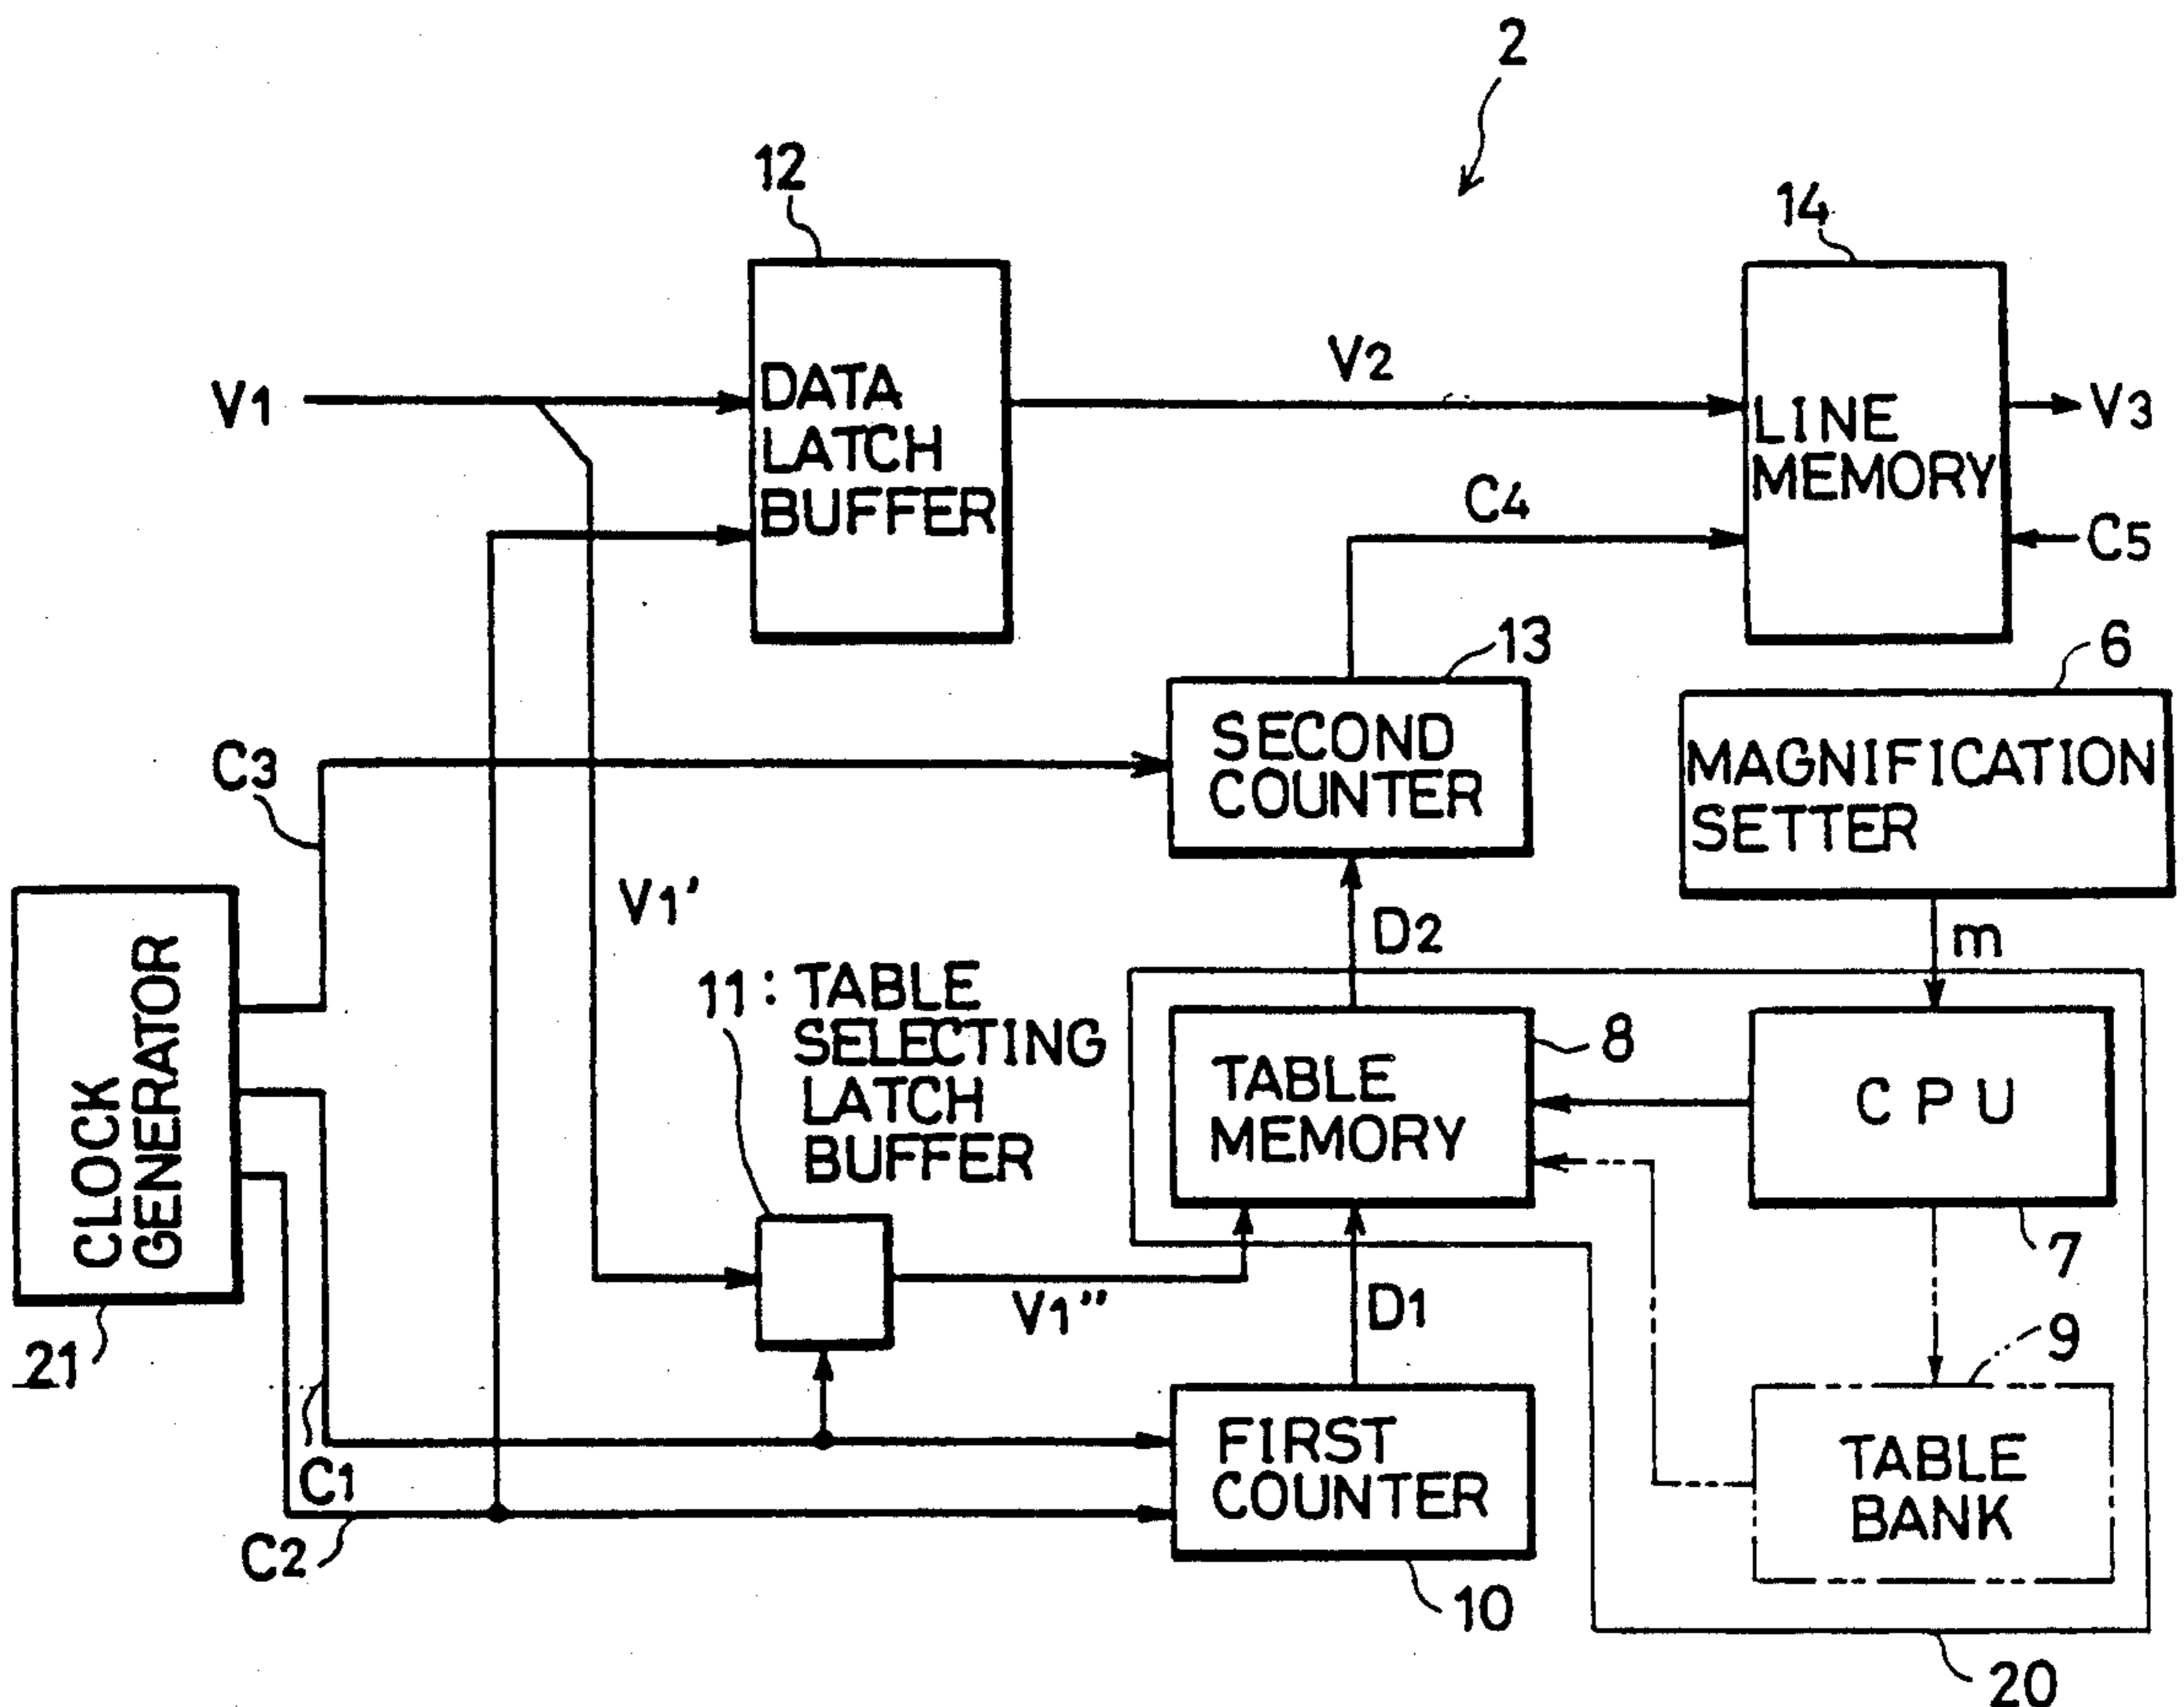 2
12
14
V1
DATA
LATCH
BUFFER
V2
LINE
MEMORY
V3
C4
C5
13
6
C3
SECOND
COUNTER
MAGNIFICATION
SETTER
V1'
D2
m
CLOCK
GENERATOR
11: TABLE
SELECTING
LATCH
BUFFER
TABLE
MEMORY
8
CPU
7
V1"
D1
9
21
C1
C2
FIRST
COUNTER
TABLE
BANK
10
20